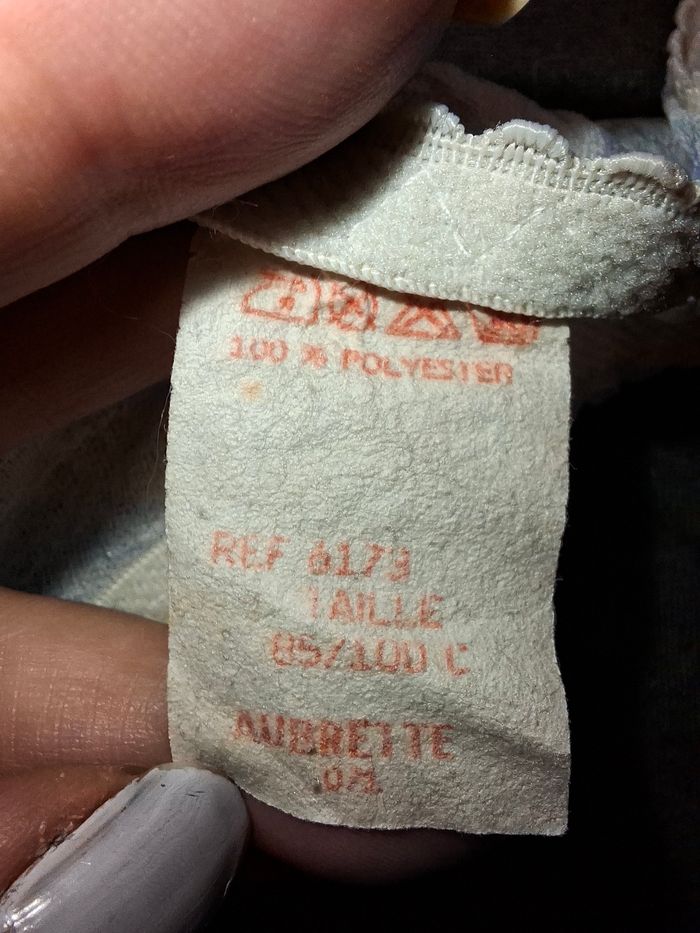 100 % POLYESTER
REF 6173
TAILLE
85/100 C
AUBRETTE